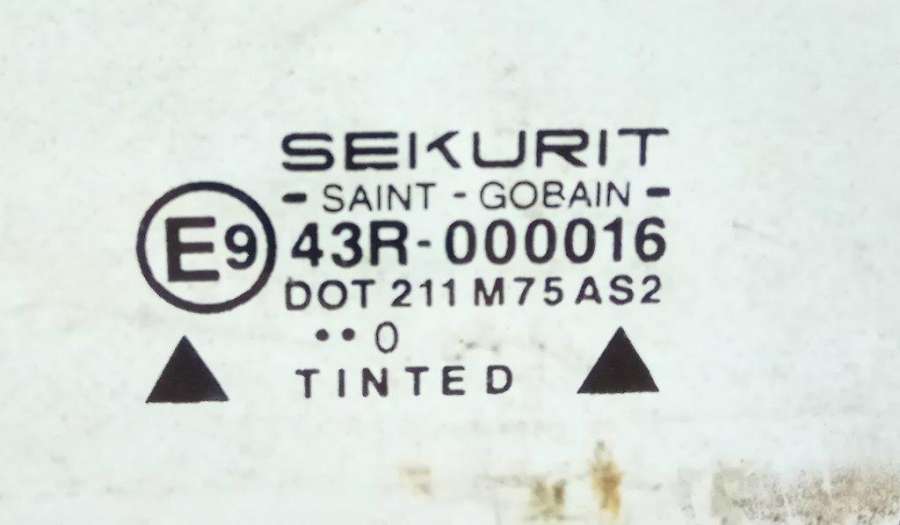 SEKURIT
- SAINT - GOBAIN -
E9 43R-000016
DOT 211 M75 AS2
•• 0
TINTED